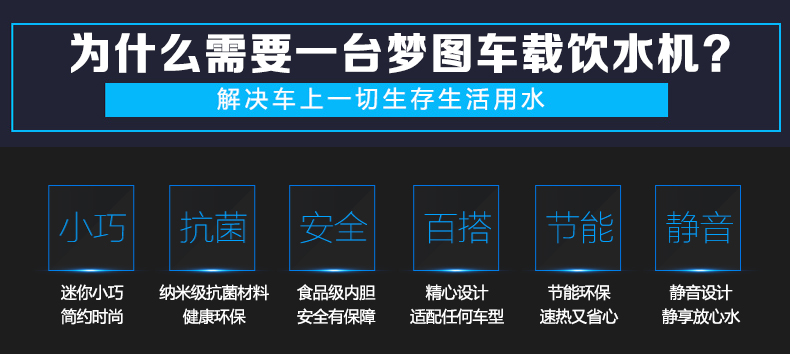 为什么需要一台梦图车载饮水机？
解决车上一切生存生活用水
小巧 抗菌 安全 百搭 节能 静音
迷你小巧 纳米级抗菌材料 食品级内胆 精心设计 节能环保 静音设计
简约时尚 健康环保 安全有保障 适配任何车型 速热又省心 静享放心水